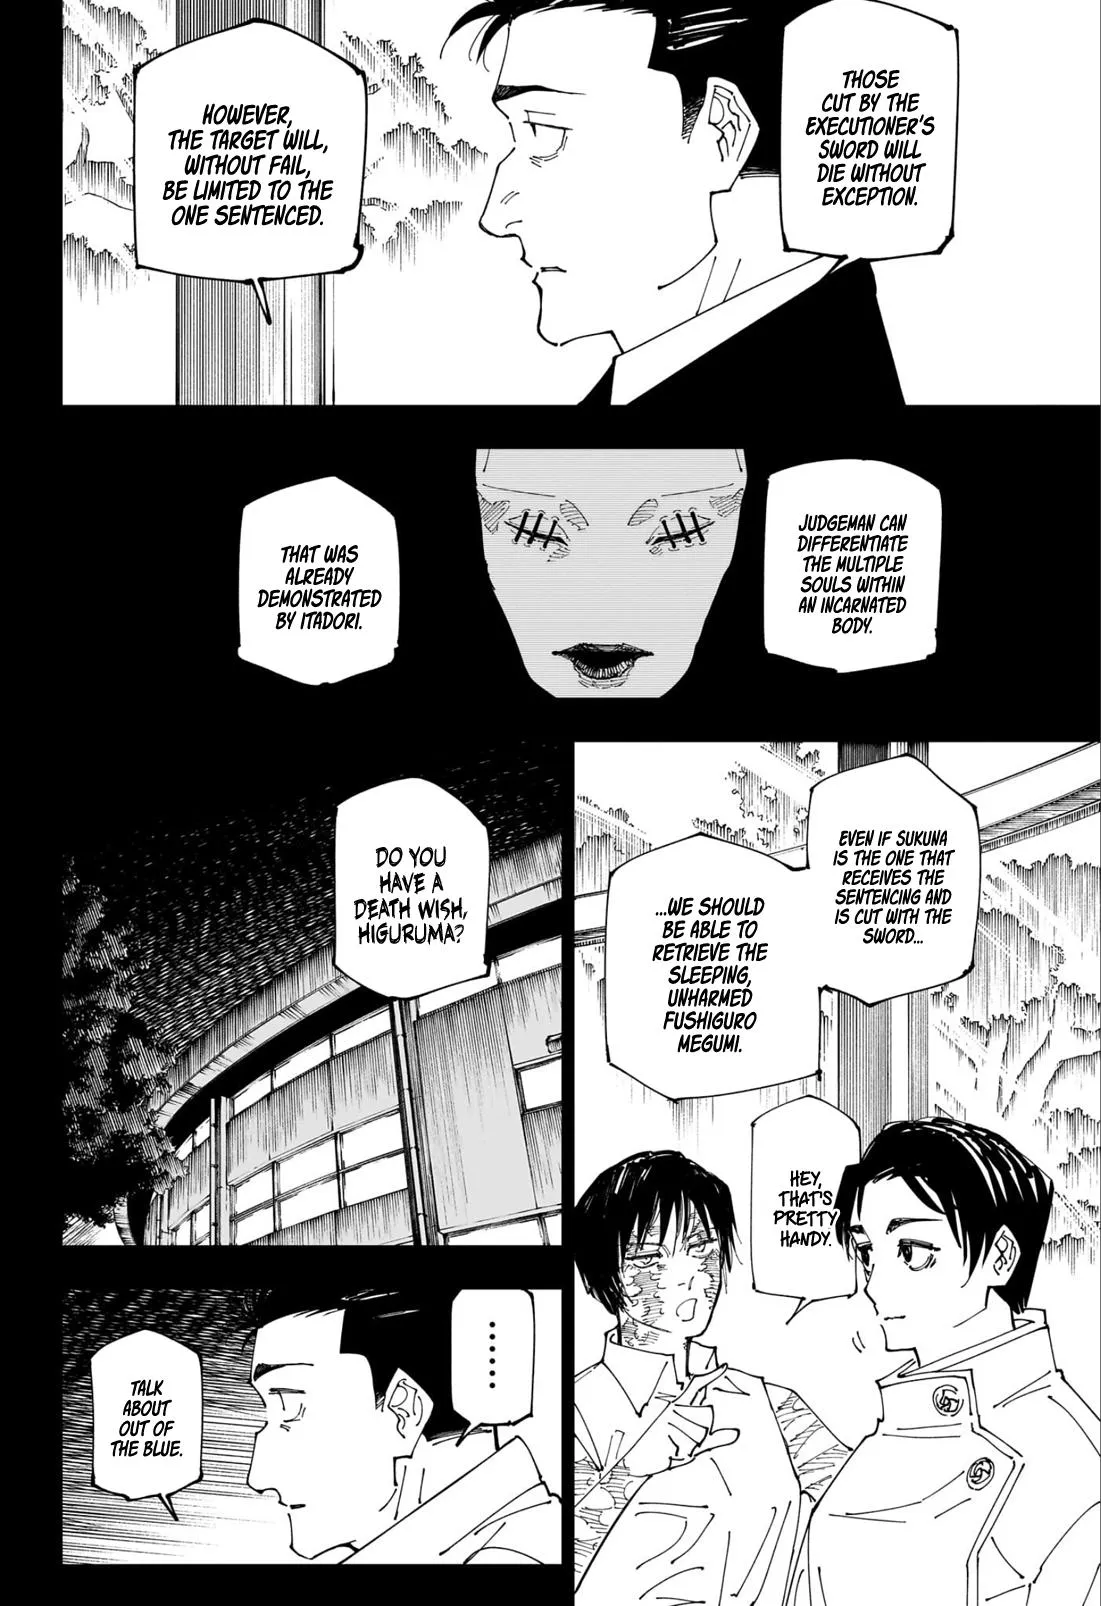 THOSE
CUT BY THE
EXECUTIONER'S
SWORD WILL
DIE WITHOUT
EXCEPTION.
HOWEVER,
THE TARGET WILL,
WITHOUT FAIL,
BE LIMITED TO THE
ONE SENTENCED.
JUDGEMAN CAN
DIFFERENTIATE
THE MULTIPLE
SOULS WITHIN
AN INCARNATED
BODY.
THAT WAS
ALREADY
DEMONSTRATED
BY ITADORI.
EVEN IF SUKUNA
IS THE ONE THAT
RECEIVES THE
SENTENCING AND
IS CUT WITH THE
SWORD...
...WE SHOULD
BE ABLE TO
RETRIEVE THE
SLEEPING,
UNHARMED
FUSHIGURO
MEGUMI.
HEY,
THAT'S
PRETTY
HANDY.
DO YOU
HAVE A
DEATH WISH,
HIGURUMA?
......
TALK
ABOUT
OUT OF
THE BLUE.